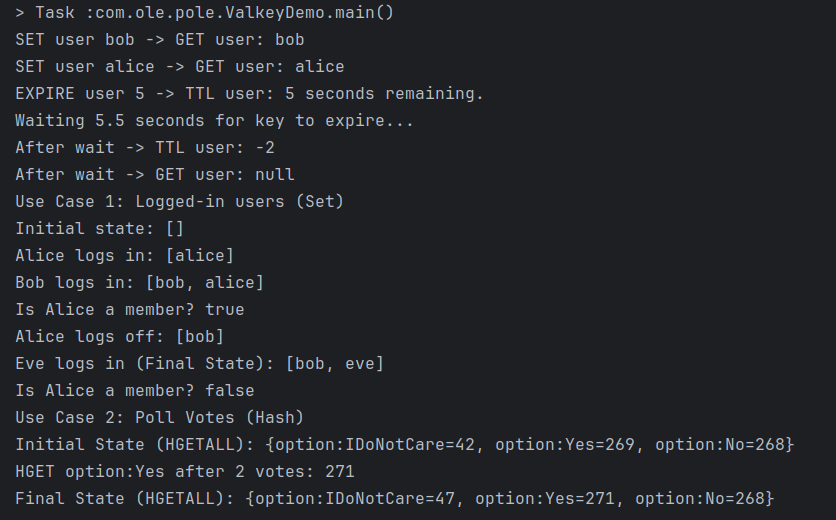 > Task :com.ole.pole.ValkeyDemo.main()
SET user bob -> GET user: bob
SET user alice -> GET user: alice
EXPIRE user 5 -> TTL user: 5 seconds remaining.
Waiting 5.5 seconds for key to expire...
After wait -> TTL user: -2
After wait -> GET user: null
Use Case 1: Logged-in users (Set)
Initial state: []
Alice logs in: [alice]
Bob logs in: [bob, alice]
Is Alice a member? true
Alice logs off: [bob]
Eve logs in (Final State): [bob, eve]
Is Alice a member? false
Use Case 2: Poll Votes (Hash)
Initial State (HGETALL): {option:IDoNotCare=42, option:Yes=269, option:No=268}
HGET option:Yes after 2 votes: 271
Final State (HGETALL): {option:IDoNotCare=47, option:Yes=271, option:No=268}